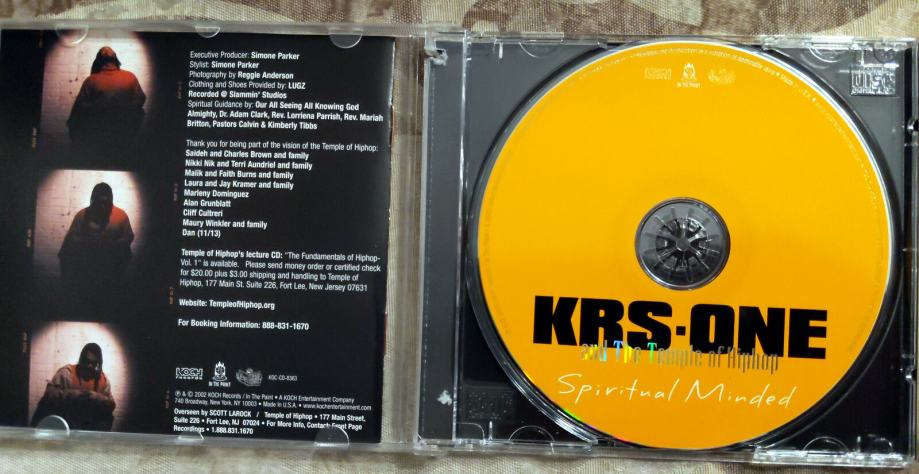 Executive Producer: Simone Parker
Stylist: Simone Parker
Photography by Reggie Anderson
Clothing and Shoes Provided by: LUGZ
Recorded @ Slammin' Studios
Spiritual Guidance by: Our All Seeing All Knowing God
Almighty, Dr. Adam Clark, Rev. Lorriena Parrish, Rev. Mariah
Britton, Pastors Calvin & Kimberly Tibbs
Thank you for being part of the vision of the Temple of Hiphop:
Saideh and Charles Brown and family
Nikki Nik and Terri Aundriel and family
Malik and Faith Burns and family
Laura and Jay Kramer and family
Marleny Dominguez
Alan Grunblatt
Cliff Cultreri
Maury Winkler and family
Dan (11/13)
Temple of Hiphop's lecture CD: "The Fundamentals of Hiphop-
Vol. 1" is available. Please send money order or certified check
for $20.00 plus $3.00 shipping and handling to Temple of
Hiphop, 177 Main St. Suite 226, Fort Lee, New Jersey 07631
Website: TempleofHiphop.org
For Booking Information: 888-831-1670
KOCH
records
IN THE PAINT
KOC-CD-8363
℗ & © 2002 KOCH Records / In The Paint • A KOCH Entertainment Company
740 Broadway, New York, NY 10003 • Made In U.S.A. • www.kochentertainment.com
Overseen by SCOTT LAROCK / Temple of Hiphop • 177 Main Street,
Suite 226 • Fort Lee, NJ 07024 • For More Info, Contact: Front Page
Recordings • 1.888.831.1670
KOCH
IN THE PAINT
KRS-ONE
and The Temple of Hiphop
Spiritual Minded